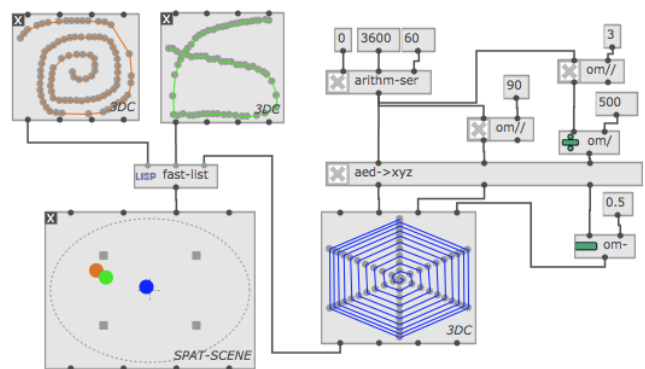 X
3DC
X
3DC
0
3600
60
3
arithm-ser
90
om//
500
om//
om/
LISP fast-list
aed->xyz
X
SPAT-SCENE
3DC
0.5
om-